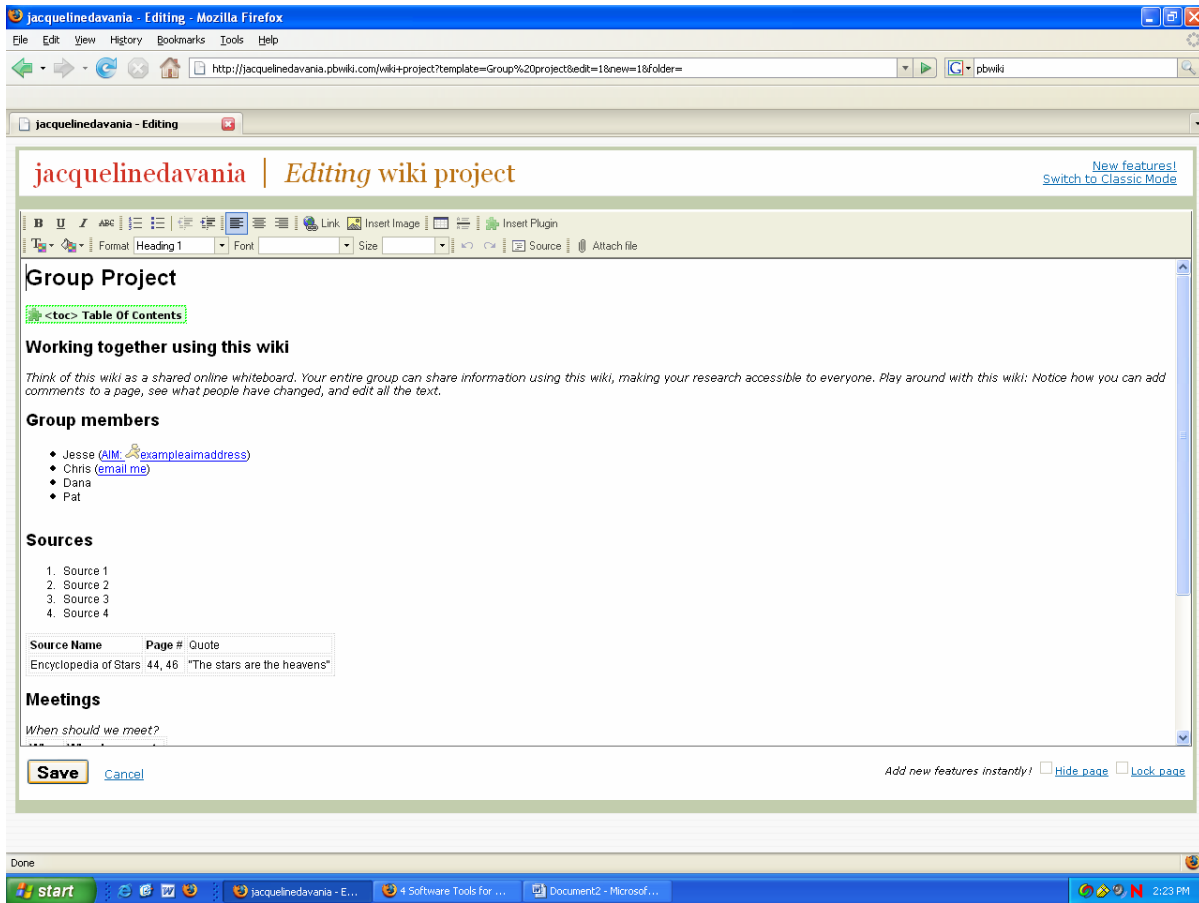 jacquelinedavania - Editing - Mozilla Firefox
File Edit View History Bookmarks Tools Help
http://jacquelinedavania.pbwiki.com/wiki+project?template=Group%20project&edit=1&new=1&folder=
pbwiki
jacquelinedavania - Editing
jacquelinedavania | Editing wiki project
New features!
Switch to Classic Mode
B U I ABC Link Insert Image Insert Plugin
Format Heading 1 Font Size Source Attach file
Group Project
<toc> Table Of Contents
Working together using this wiki
Think of this wiki as a shared online whiteboard. Your entire group can share information using this wiki, making your research accessible to everyone. Play around with this wiki: Notice how you can add
comments to a page, see what people have changed, and edit all the text.
Group members
Jesse (AIM: exampleaimaddress)
Chris (email me)
Dana
Pat
Sources
1. Source 1
2. Source 2
3. Source 3
4. Source 4
Source Name Page # Quote
Encyclopedia of Stars 44, 46 "The stars are the heavens"
Meetings
When should we meet?
Save Cancel
Add new features instantly! Hide page Lock page
Done
start jacquelinedavania - E... 4 Software Tools for ... Document2 - Microsof... 2:23 PM